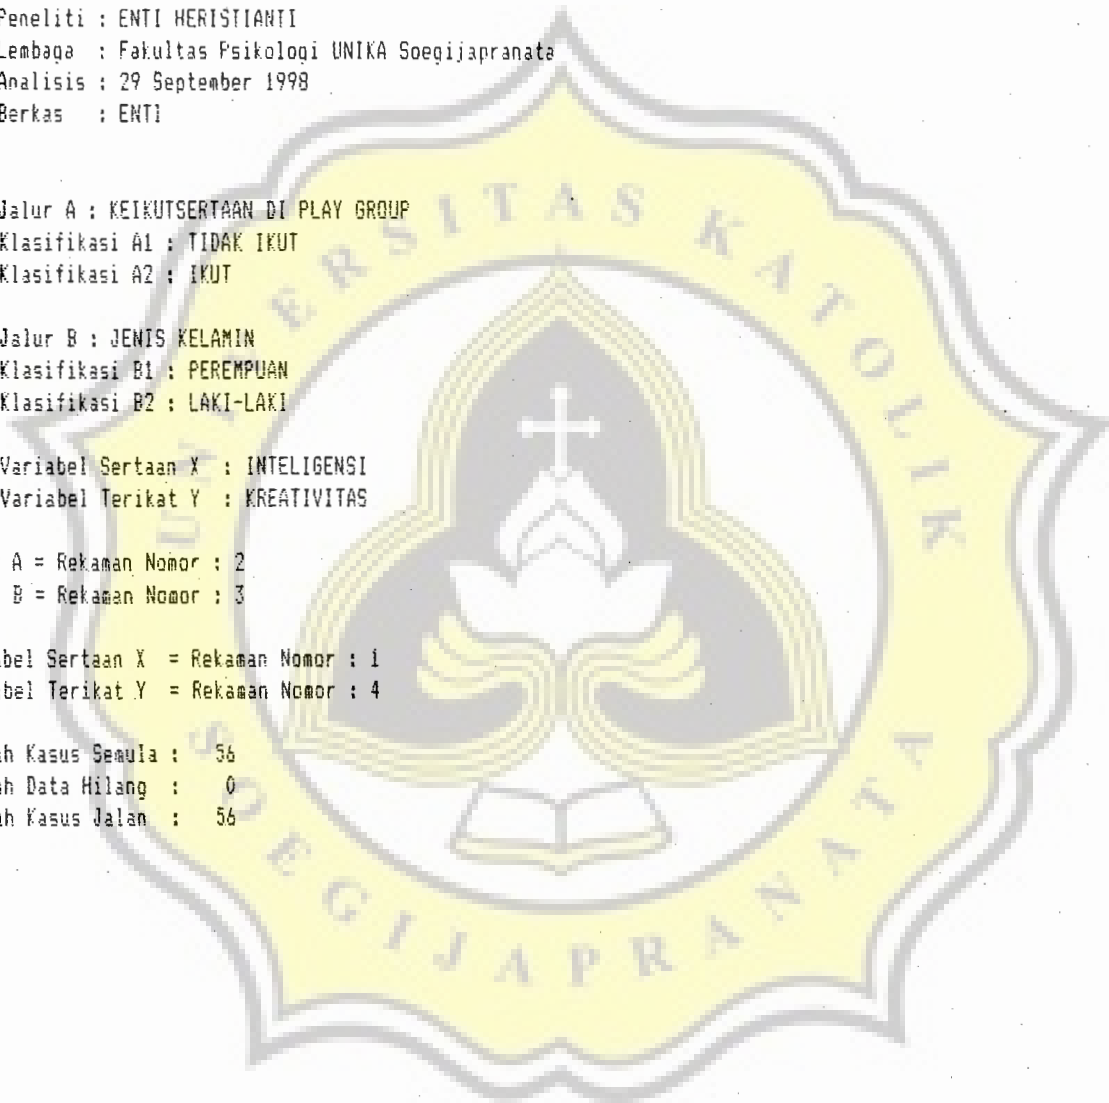 Peneliti : ENTI HERISTIANTI
Lembaga : Fakultas Psikologi UNIKA Soegijapranata
Analisis : 29 September 1998
Berkas : ENTI
Jalur A : KEIKUTSERTAAN DI PLAY GROUP
Klasifikasi A1 : TIDAK IKUT
Klasifikasi A2 : IKUT
Jalur B : JENIS KELAMIN
Klasifikasi B1 : PEREMPUAN
Klasifikasi B2 : LAKI-LAKI
Variabel Sertaan X : INTELIGENSI
Variabel Terikat Y : KREATIVITAS
A = Rekaman Nomor : 2
B = Rekaman Nomor : 3
bel Sertaan X = Rekaman Nomor : 1
bel Terikat Y = Rekaman Nomor : 4
ah Kasus Semula : 56
ah Data Hilang : 0
ah Kasus Jalan : 56
UNIVERSITAS KATOLIK
SOEGIJAPRANATA